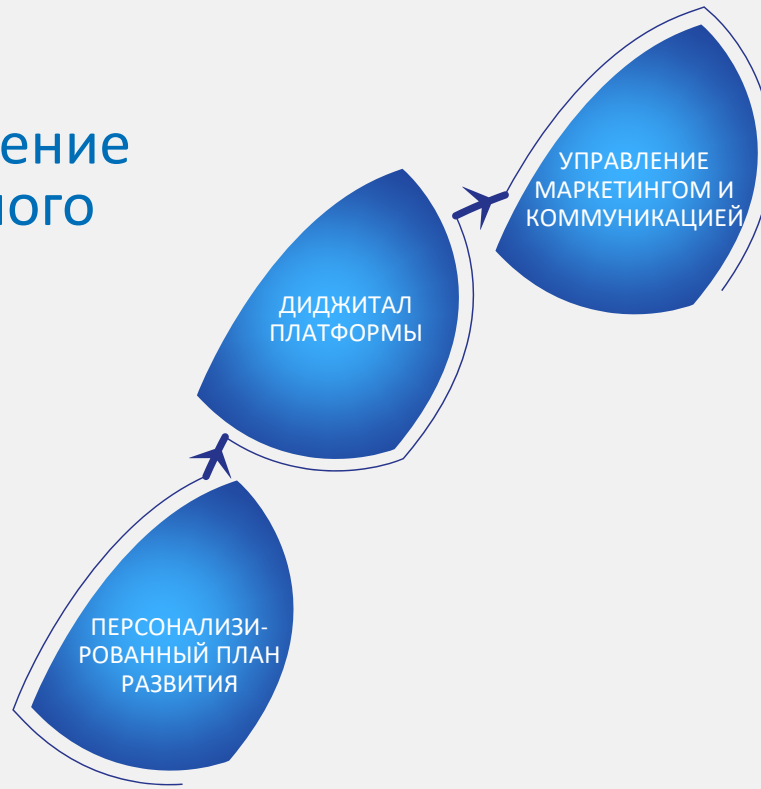 ение
ного
УПРАВЛЕНИЕ
МАРКЕТИНГОМ И
КОММУНИКАЦИЕЙ
ДИДЖИТАЛ
ПЛАТФОРМЫ
ПЕРСОНАЛИЗИ-
РОВАННЫЙ ПЛАН
РАЗВИТИЯ